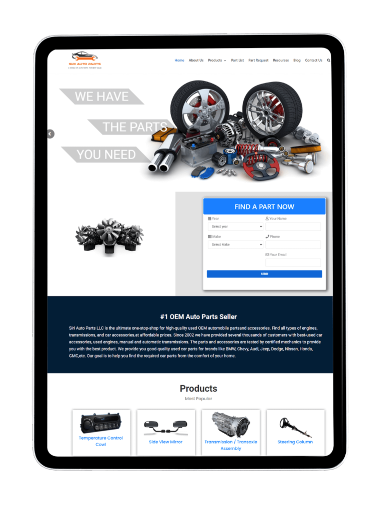 SIXI AUTO PARTS
Home About Us Products Part List Part Request Resources Blog Contact Us
WE HAVE
THE PARTS
YOU NEED
FIND A PART NOW
Year Your Name
Select year
Make Phone
Select Make
Your Email
#1 OEM Auto Parts Seller
SiXi Auto Parts LLC is the ultimate one-stop-shop for high-quality used OEM automobile parts and accessories. Find all types of engines,
transmissions, and car accessories at affordable prices. Since 2002 we have provided several thousands of customers with best-used car
accessories, used engines, manual and automatic transmissions. The parts and accessories are tested by certified mechanics to provide
you with the best product. We provide you good quality used car parts for brands like BMW, Chevy, Audi, Jeep, Dodge, Nissan, Honda,
GMC,etc. Our goal is to help you find the required car parts from the comfort of your home
Products
Most Popular
Temperature Control Side View Mirror Transmission / Transaxle Steering Column
Cowl Assembly